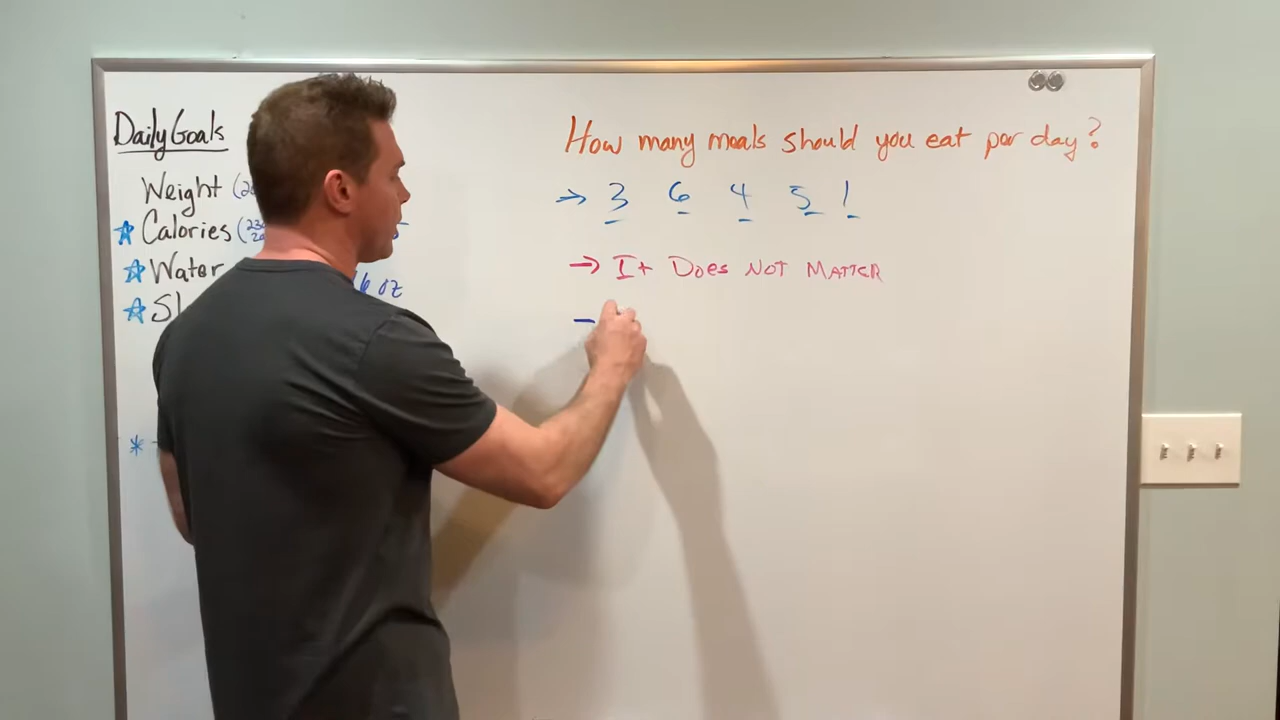 Daily Goals
Weight
Calories
Water
oz
How many meals should you eat per day?
→ 3 6 4 5 1
→ It Does Not Matter